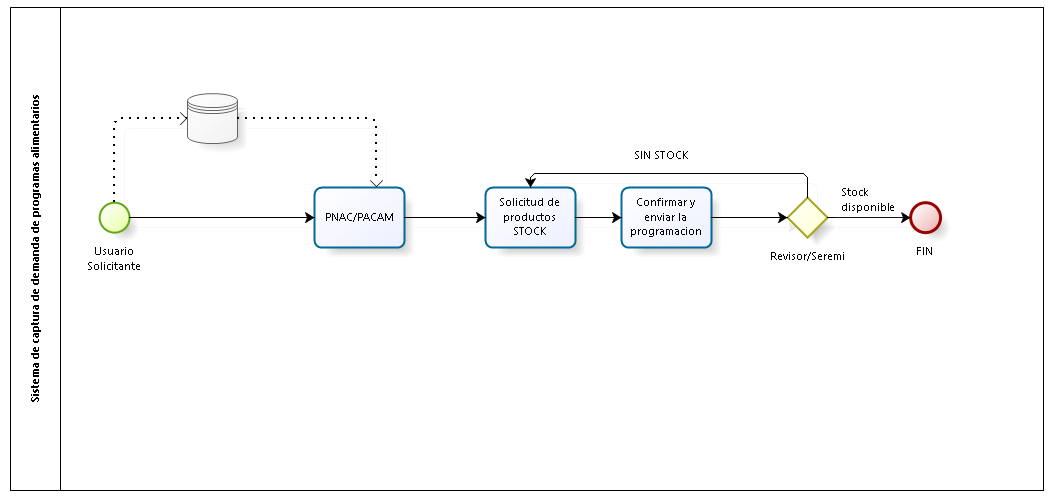 Sistema de captura de demanda de programas alimentarios
SIN STOCK
PNAC/PACAM
Solicitud de
productos
STOCK
Confirmar y
enviar la
programacion
Stock
disponible
Usuario
Solicitante
Revisor/Seremi
FIN